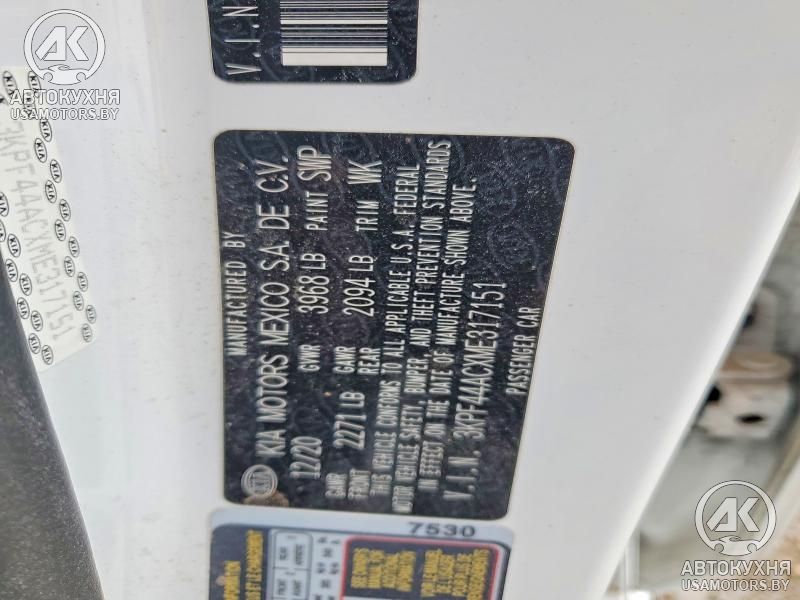 V.I.N
MANUFACTURED BY
KIA KIA MOTORS MEXICO SA. DE C.V.
12/20 GVWR 3968 LB PAINT SWP
GAWR FRONT 2271 LB GAWR REAR 2094 LB TRIM WK
THIS VEHICLE CONFORMS TO ALL APPLICABLE U.S.A. FEDERAL
MOTOR VEHICLE SAFETY, BUMPER, AND THEFT PREVENTION STANDARDS
IN EFFECT ON THE DATE OF MANUFACTURE SHOWN ABOVE.
V.I.N.: 3KPF44ACXME317151
PASSENGER CAR
3KPF44ACXME317151
7530
АВТОКУХНЯ
USAMOTORS.BY
АВТОКУХНЯ
USAMOTORS.BY